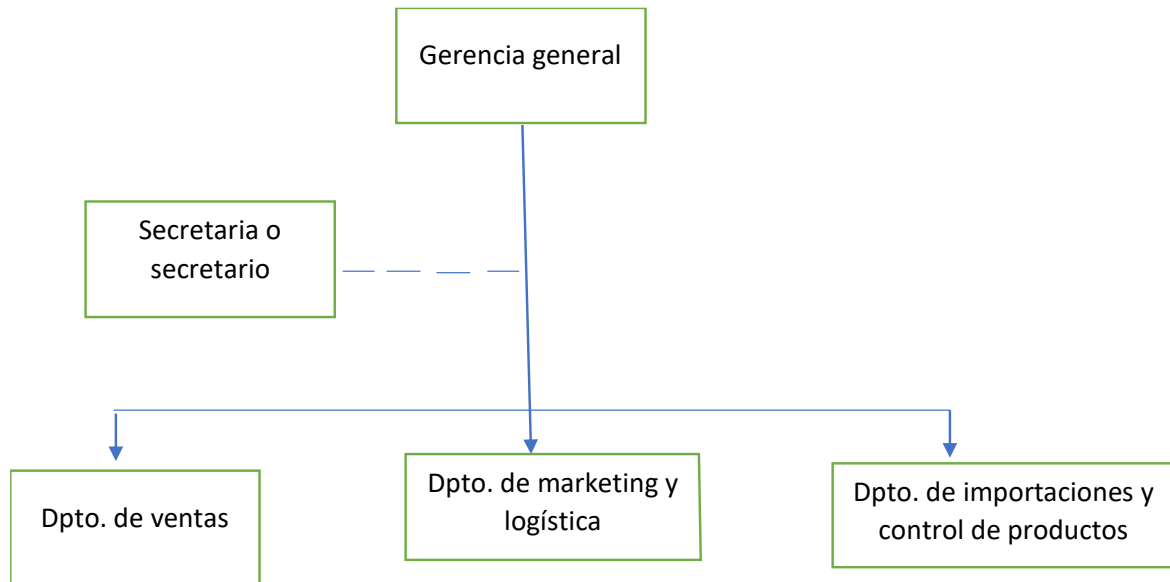 Gerencia general
Secretaria o
secretario
Dpto. de ventas
Dpto. de marketing y
logística
Dpto. de importaciones y
control de productos